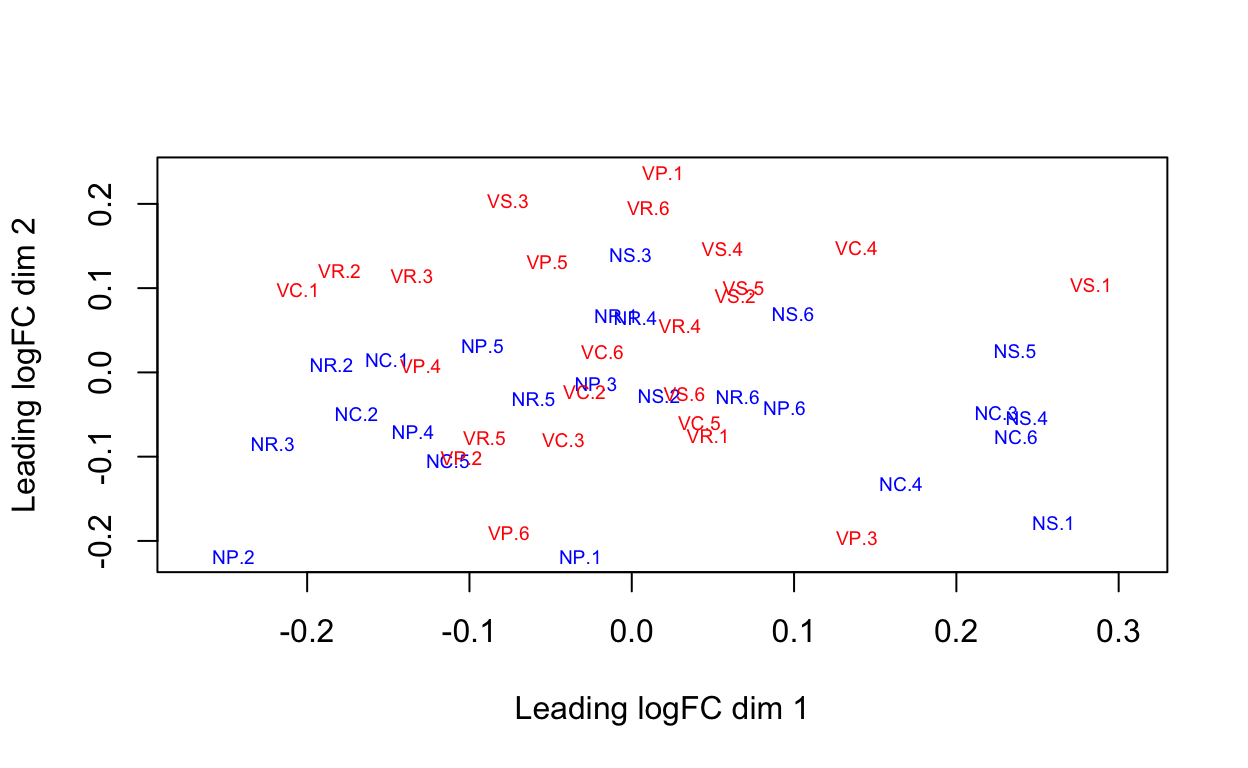 Leading logFC dim 2
0.2
0.1
0.0
-0.1
-0.2
VP.1
VS.3
VR.6
VS.4
VC.4
NS.3
VP.5
VR.2
VR.3
VC.1
VS.5
VS.2
VS.1
NS.6
NR.1
NR.4
VR.4
NP.5
VC.6
NS.5
NC.1
NR.2
VP.4
NP.3
VC.2
NS.2
VS.6
NR.6
NR.5
NP.6
NC.2
NC.3
NS.4
VC.5
NP.4
VR.1
NC.6
VR.5
VC.3
NR.3
VP.2
NC.5
NC.4
NS.1
VP.6
VP.3
NP.2
NP.1
-0.2 -0.1 0.0 0.1 0.2 0.3
Leading logFC dim 1